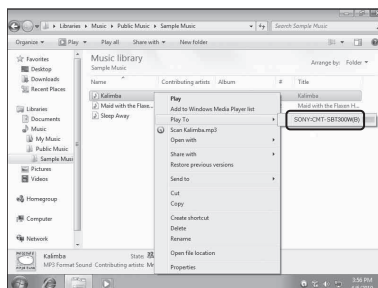 Libraries ▸ Music ▸ Public Music ▸ Sample Music
Search Sample Music
Organize ▾ Play ▾ Play all Share with ▾ New folder
Favorites
Desktop
Downloads
Recent Places
Libraries
Documents
Music
My Music
Public Music
Sample Musi
Pictures
Videos
Homegroup
Computer
Network
Music library
Sample Music
Arrange by: Folder ▾
Name Contributing artists Album # Title
Kalimba Kalimba
Maid with the Flaxe... Maid with the Flaxen H...
Sleep Away
Play
Add to Windows Media Player list
Play To
Scan Kalimba.mp3
Open with
Share with
Restore previous versions
Send to
Cut
Copy
Create shortcut
Delete
Rename
Open file location
Properties
SONY:CMT-SBT300W(B)
Kalimba State
MP3 Format Sound Contributing artists: Mr
3:56 PM